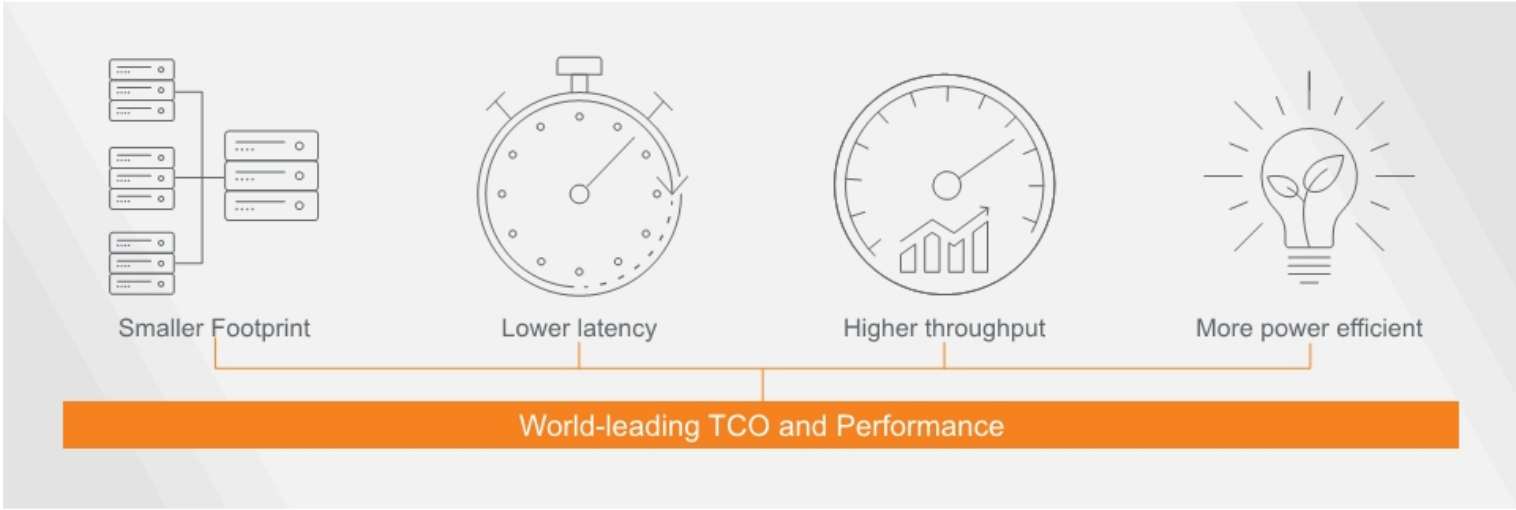 Smaller Footprint
Lower latency
Higher throughput
More power efficient
World-leading TCO and Performance